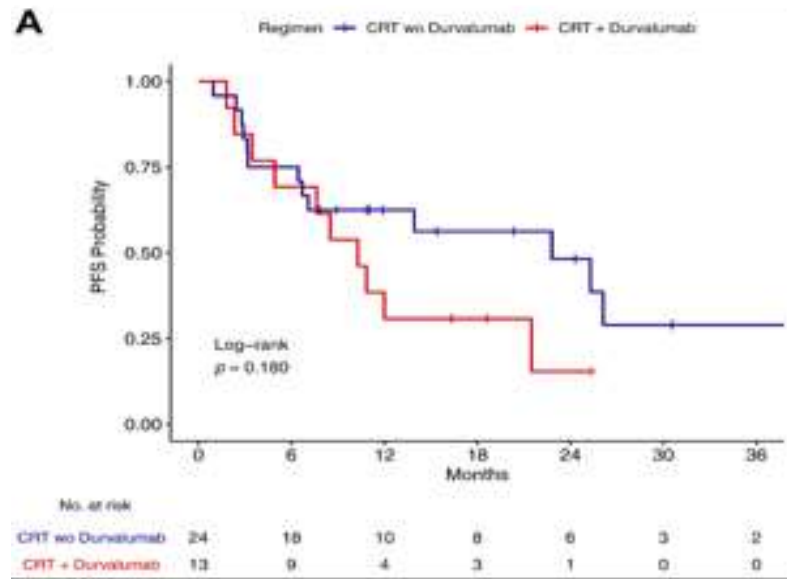 A
Regimen CRT wo Durvalumab CRT + Durvalumab
1.00
0.75
0.50
0.25
0.00
PFS Probability
Log-rank
p = 0.180
0 6 12 18 24 30 36
Months
No. at risk
CRT wo Durvalumab 24 18 10 8 6 3 2
CRT + Durvalumab 13 9 4 3 1 0 0